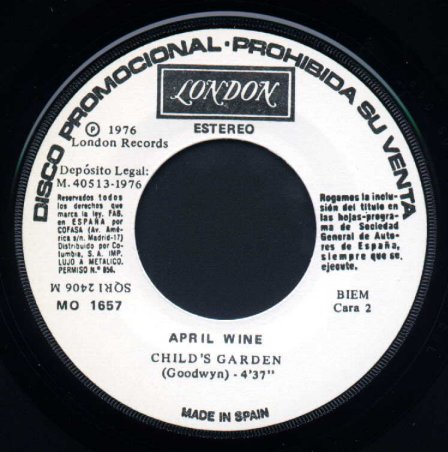 DISCO PROMOCIONAL · PROHIBIDA SU VENTA
LONDON
ESTEREO
Ⓟ 1976
London Records
Depósito Legal:
M. 40513-1976
Reservados todos
los derechos que
marca la ley. FAB.
en ESPAÑA por
COFASA (Av. Amé-
rica s/n. Madrid-17)
Distribuido por Co-
lumbia, S. A. IMP.
LUJO A METALICO.
PERMISO N.º 856.
SQRI 2406 M
MO 1657
Rogamos la inclu-
sión del título en
las hojas-progra-
ma de Sociedad
General de Auto-
res de España,
siempre que se
ejecute.
BIEM
Cara 2
APRIL WINE
CHILD'S GARDEN
(Goodwyn) - 4'37"
MADE IN SPAIN